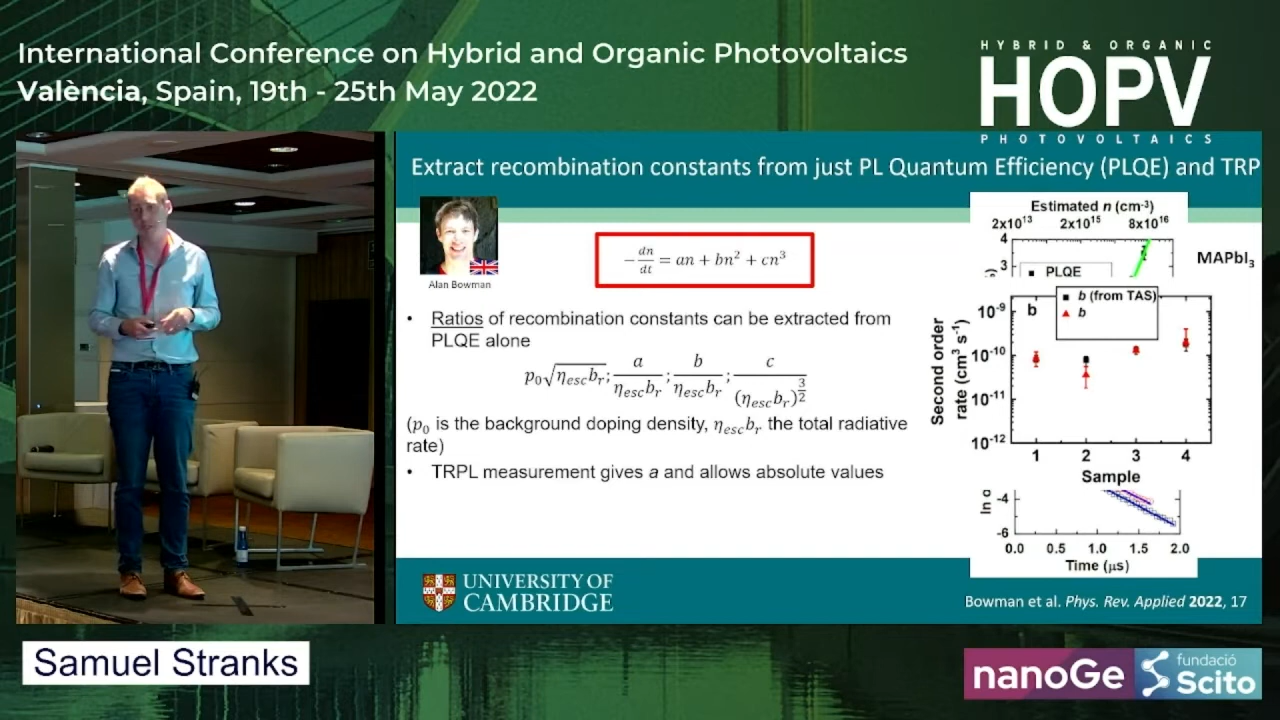 International Conference on Hybrid and Organic Photovoltaics
València, Spain, 19th - 25th May 2022
HYBRID & ORGANIC
HOPV
PHOTOVOLTAICS
Extract recombination constants from just PL Quantum Efficiency (PLQE) and TRP
Alan Bowman
-dn/dt = an + bn² + cn³
• Ratios of recombination constants can be extracted from
PLQE alone
p₀√(η_esc b_r); a/(η_esc b_r); b/(η_esc b_r); c/(η_esc b_r)^(3/2)
(p₀ is the background doping density, η_esc b_r the total radiative
rate)
• TRPL measurement gives a and allows absolute values
Estimated n (cm⁻³)
2x10¹³ 2x10¹⁵ 8x10¹⁶
4
3
PLQE
MAPbI₃
b (from TAS)
b
b
10⁻⁹
10⁻¹⁰
10⁻¹¹
10⁻¹²
Second order
rate (cm³ s⁻¹)
1 2 3 4
Sample
-4
-6
0.0 0.5 1.0 1.5 2.0
Time (μs)
UNIVERSITY OF
CAMBRIDGE
Bowman et al. Phys. Rev. Applied 2022, 17
Samuel Stranks
nanoGe
fundació
Scito